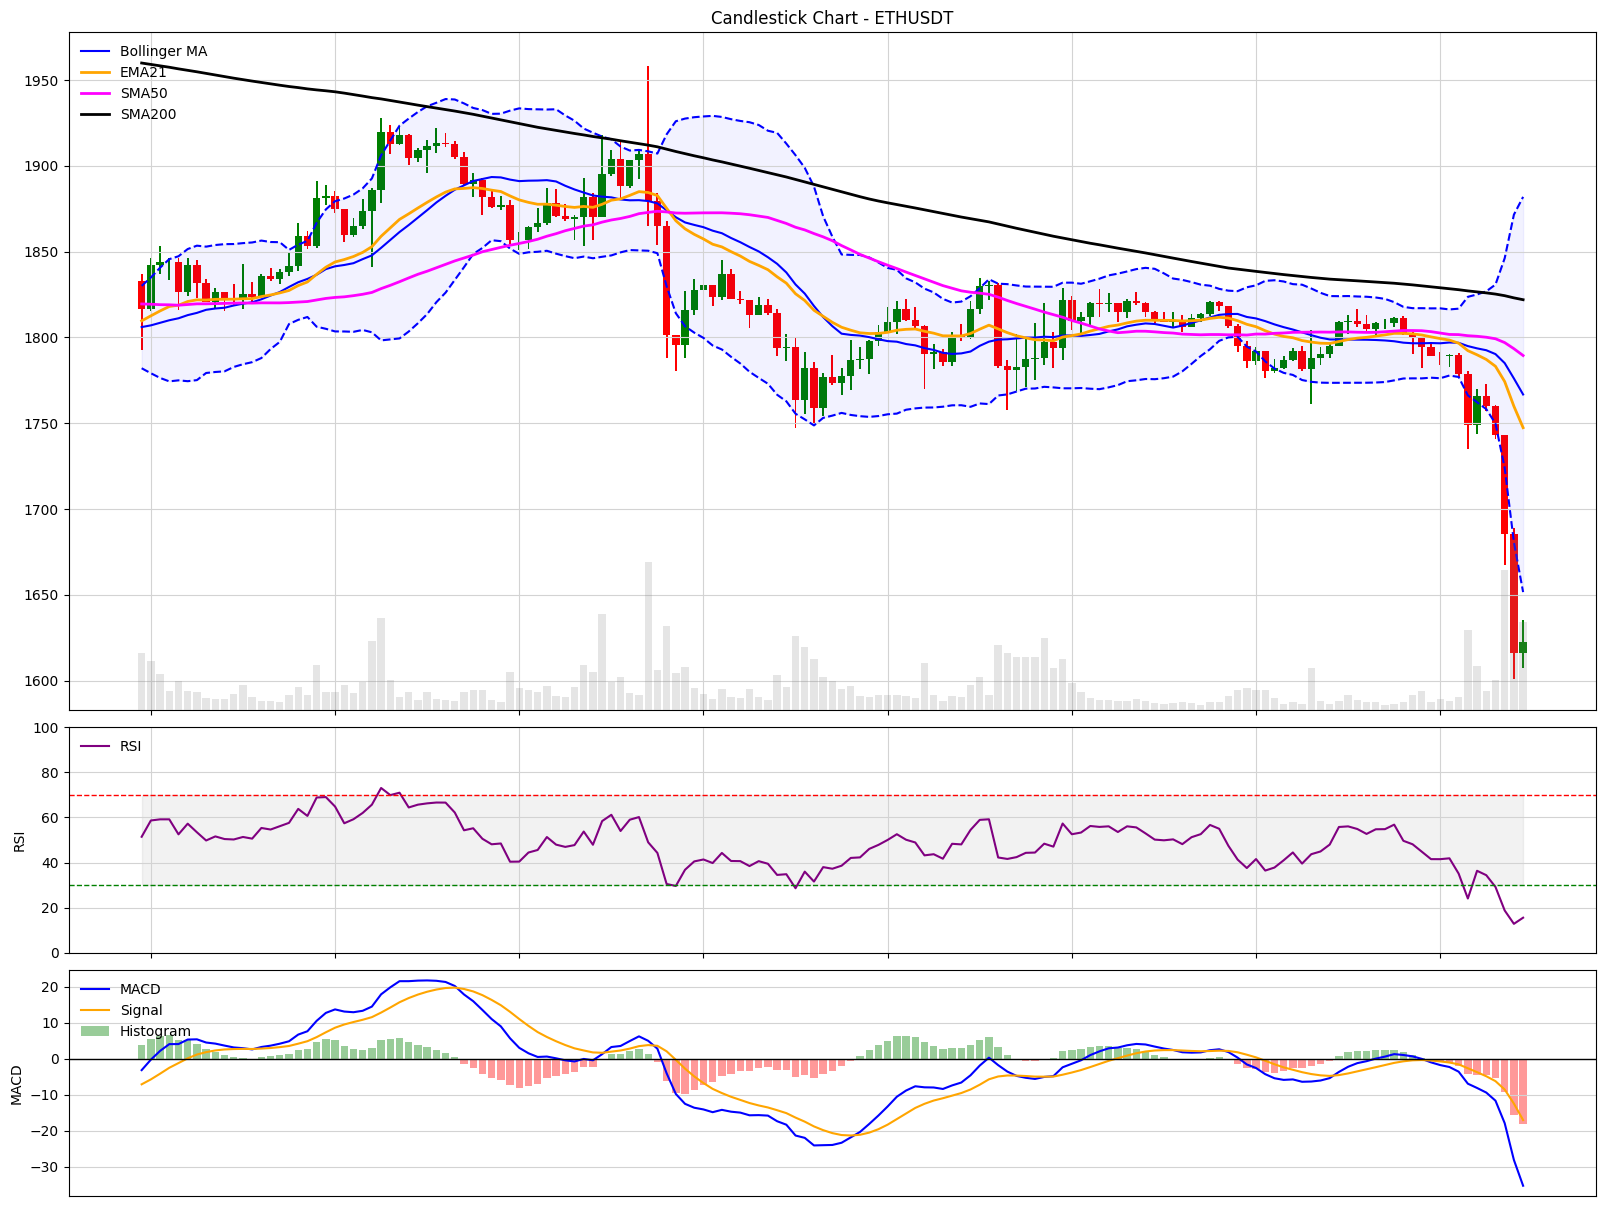 Candlestick Chart - ETHUSDT
Bollinger MA
EMA21
SMA50
SMA200
1950
1900
1850
1800
1750
1700
1650
1600
RSI
100
80
60
40
20
0
RSI
MACD
Signal
Histogram
20
10
0
−10
−20
−30
MACD